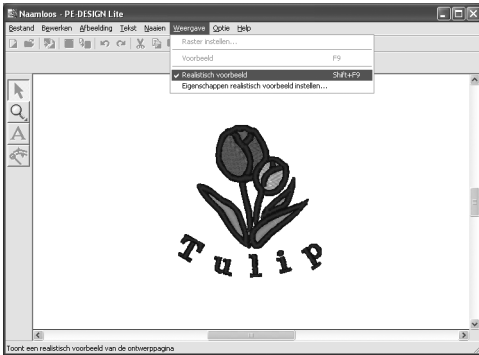 Naamloos - PE-DESIGN Lite
Bestand Bewerken Afbeelding Tekst Naaien Weergave Optie Help
Raster instellen...
Voorbeeld F9
Realistisch voorbeeld Shift+F9
Eigenschappen realistisch voorbeeld instellen...
A
Tulip
Toont een realistisch voorbeeld van de ontwerppagina